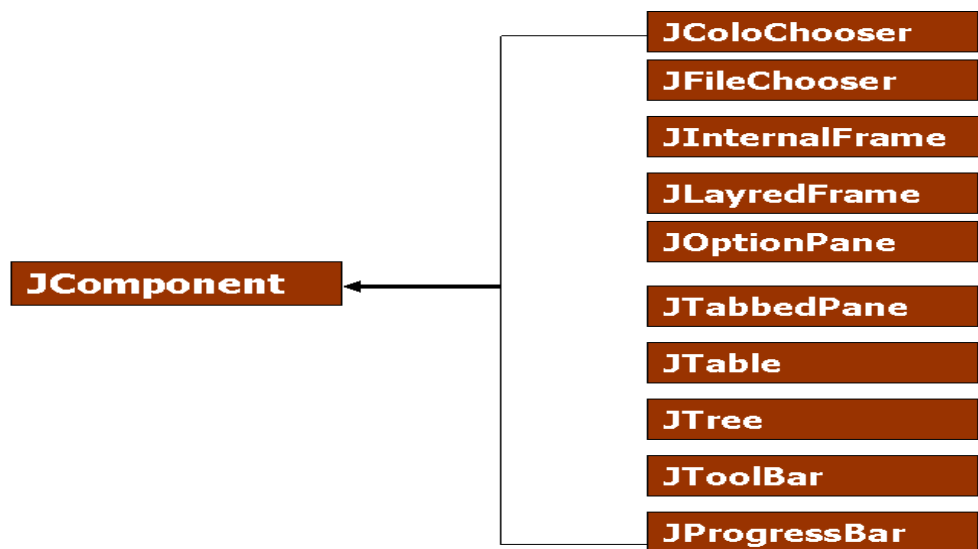 JColoChooser
JFileChooser
JInternalFrame
JLayredFrame
JOptionPane
JComponent
JTabbedPane
JTable
JTree
JToolBar
JProgressBar